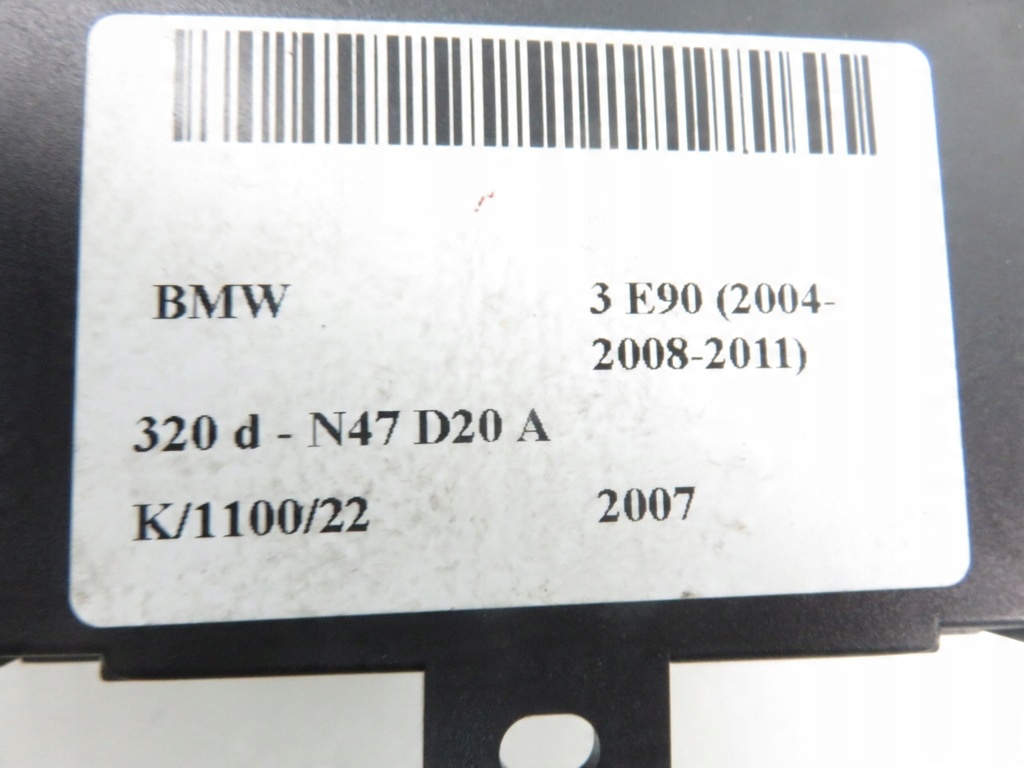 BMW 3 E90 (2004-
2008-2011)
320 d - N47 D20 A
K/1100/22 2007